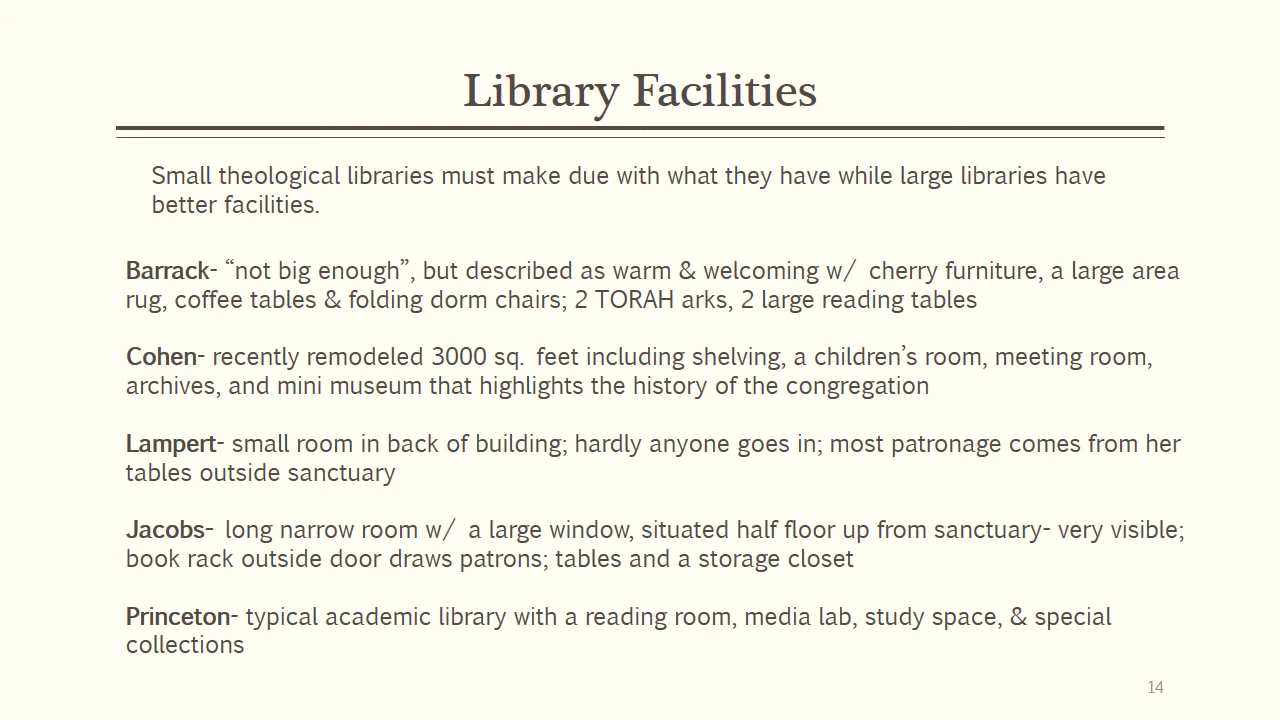 Library Facilities
Small theological libraries must make due with what they have while large libraries have
better facilities.
Barrack- “not big enough”, but described as warm & welcoming w/ cherry furniture, a large area
rug, coffee tables & folding dorm chairs; 2 TORAH arks, 2 large reading tables
Cohen- recently remodeled 3000 sq. feet including shelving, a children’s room, meeting room,
archives, and mini museum that highlights the history of the congregation
Lampert- small room in back of building; hardly anyone goes in; most patronage comes from her
tables outside sanctuary
Jacobs- long narrow room w/ a large window, situated half floor up from sanctuary- very visible;
book rack outside door draws patrons; tables and a storage closet
Princeton- typical academic library with a reading room, media lab, study space, & special
collections
14